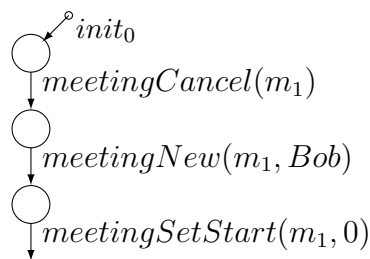 init₀
meetingCancel(m₁)
meetingNew(m₁, Bob)
meetingSetStart(m₁, 0)